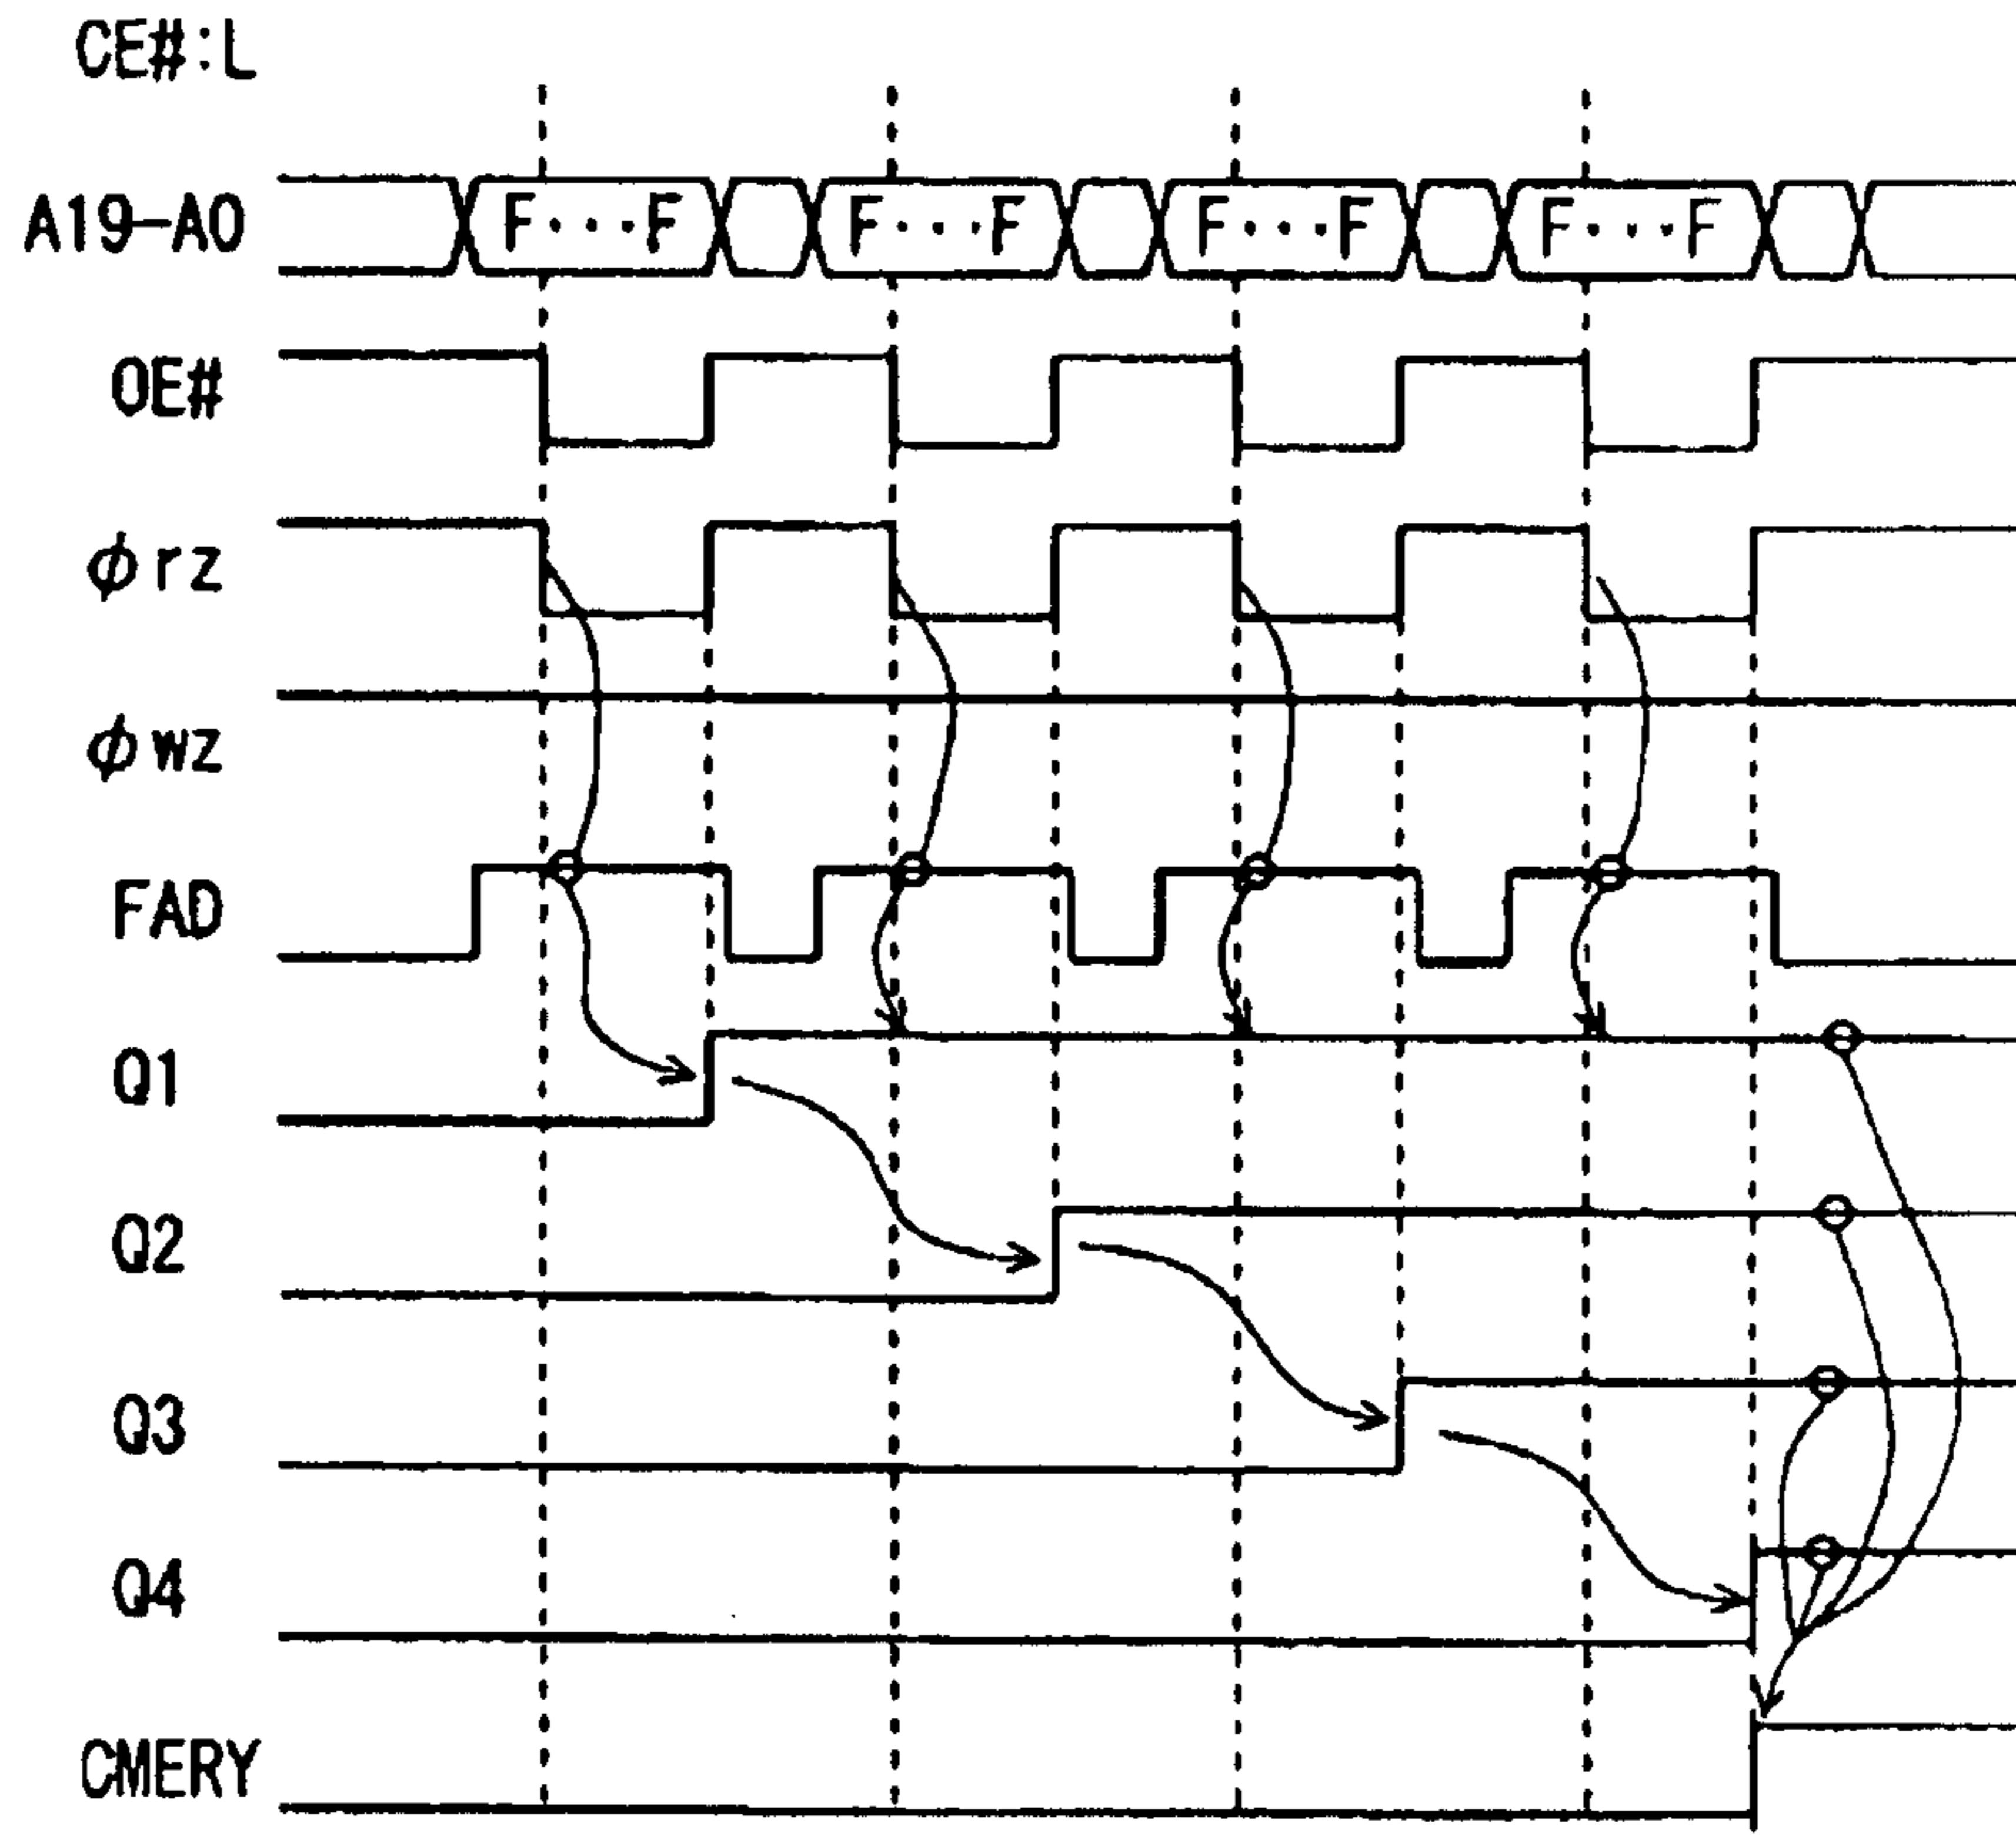 CE#:L
A19-A0 F···F F···F F···F F···F
OE#
φrz
φwz
FAD
Q1
Q2
Q3
Q4
CMERY